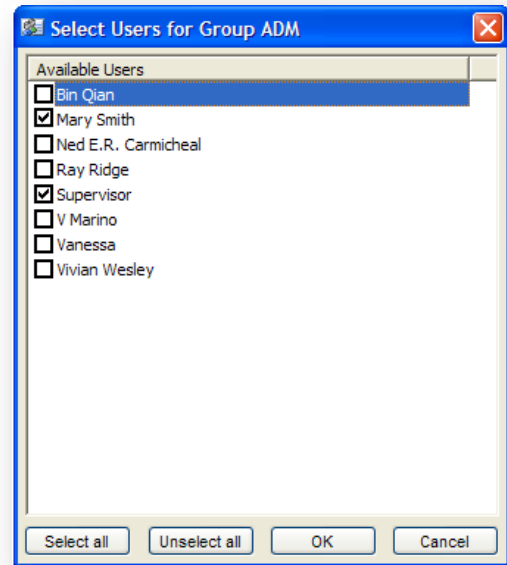 Select Users for Group ADM
Available Users
Bin Qian
Mary Smith
Ned E.R. Carmicheal
Ray Ridge
Supervisor
V Marino
Vanessa
Vivian Wesley
Select all Unselect all OK Cancel